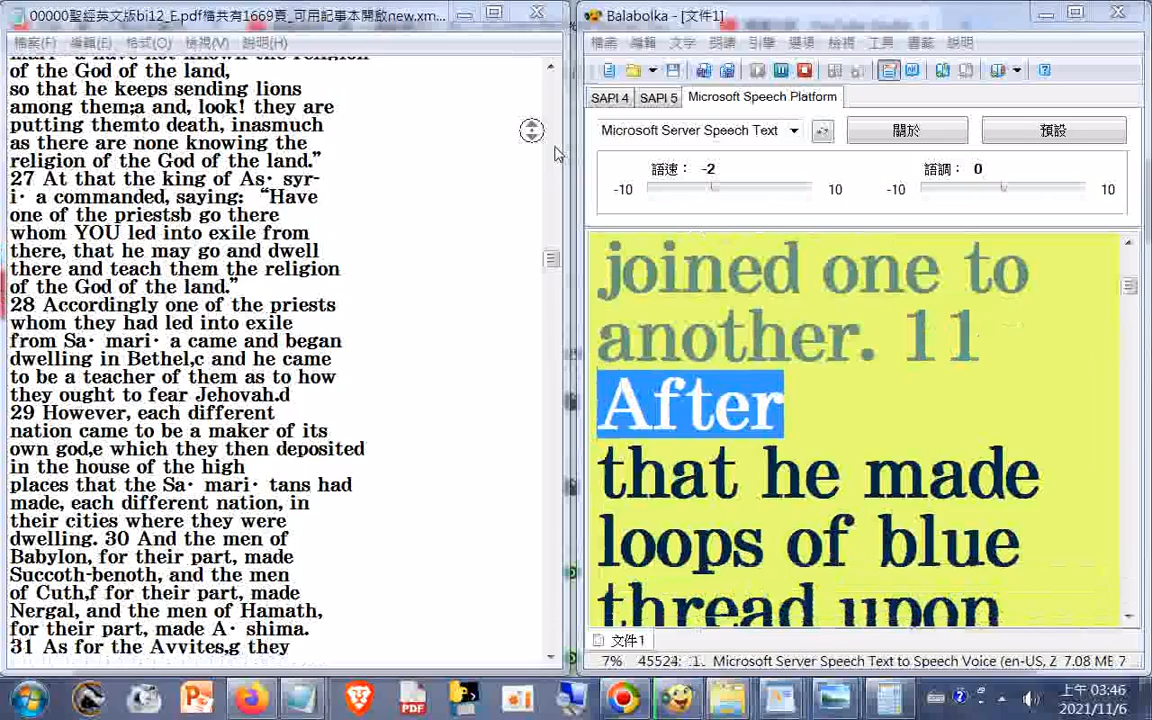 00000聖經英文版bi12_E.pdf檔共有1669頁_可用記事本開啟new.xm...
檔案(F) 編輯(E) 格式(O) 檢視(V) 說明(H)
of the God of the land,
so that he keeps sending lions
among them;a and, look! they are
putting themto death, inasmuch
as there are none knowing the
religion of the God of the land.”
27 At that the king of As· syr-
i· a commanded, saying: “Have
one of the priestsb go there
whom YOU led into exile from
there, that he may go and dwell
there and teach them the religion
of the God of the land.”
28 Accordingly one of the priests
whom they had led into exile
from Sa· mari· a came and began
dwelling in Bethel,c and he came
to be a teacher of them as to how
they ought to fear Jehovah.d
29 However, each different
nation came to be a maker of its
own god,e which they then deposited
in the house of the high
places that the Sa· mari· tans had
made, each different nation, in
their cities where they were
dwelling. 30 And the men of
Babylon, for their part, made
Succoth-benoth, and the men
of Cuth,f for their part, made
Nergal, and the men of Hamath,
for their part, made A· shima.
31 As for the Avvites,g they
Balabolka - [文件1]
檔案 編輯 文字 朗讀 引擎 選項 檢視 工具 書籤 說明
SAPI 4 SAPI 5 Microsoft Speech Platform
Microsoft Server Speech Text 關於 預設
語速: -2 語調: 0
-10 10 -10 10
joined one to
another. 11
After
that he made
loops of blue
thread upon
文件1
7% Microsoft Server Speech Text to Speech Voice (en-US, Z 7.08 ME 7
PDF
上午 03:46
2021/11/6